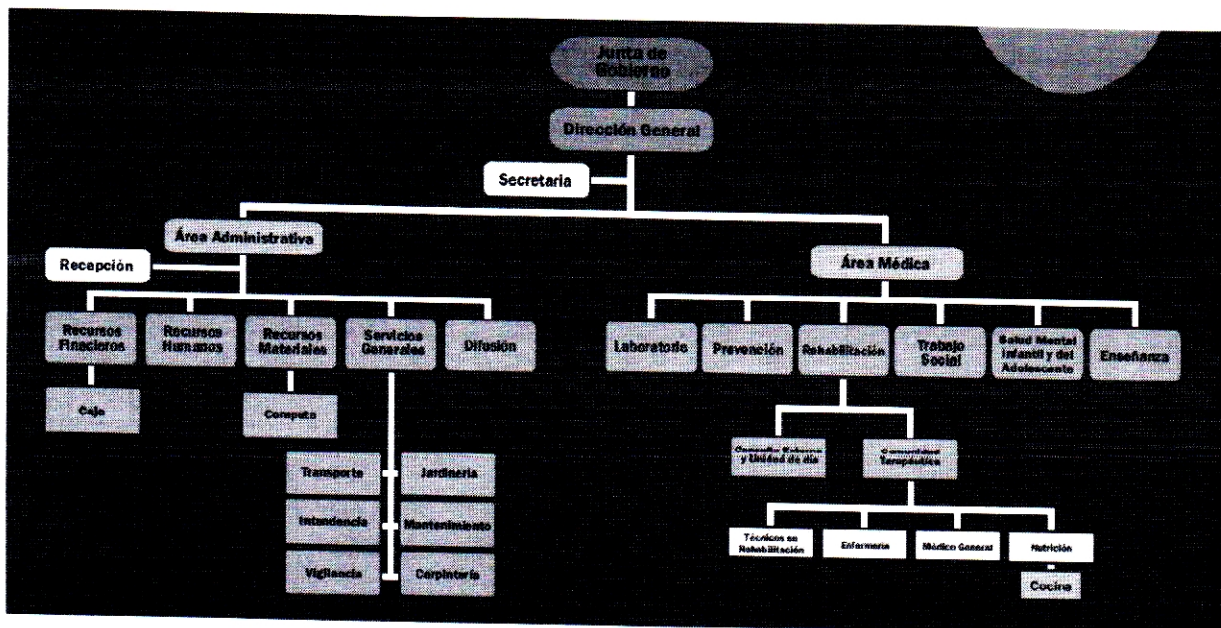 Junta de
Gobierno
Dirección General
Secretaria
Área Administrativa
Recepción
Área Médica
Recursos
Finacieros
Recursos
Humanos
Recursos
Materiales
Servicios
Generales
Difusión
Laboratorio
Prevención
Rehabilitación
Trabajo
Social
Salud Mental
Infantil y del
Adolescente
Enseñanza
Caja
Computo
Transporte
Jardinería
Intendencia
Mantenimiento
Vigilancia
Carpintería
y Unidad de día
Terapéutica
Técnicos en
Rehabilitación
Enfermería
Médico General
Nutrición
Cocina